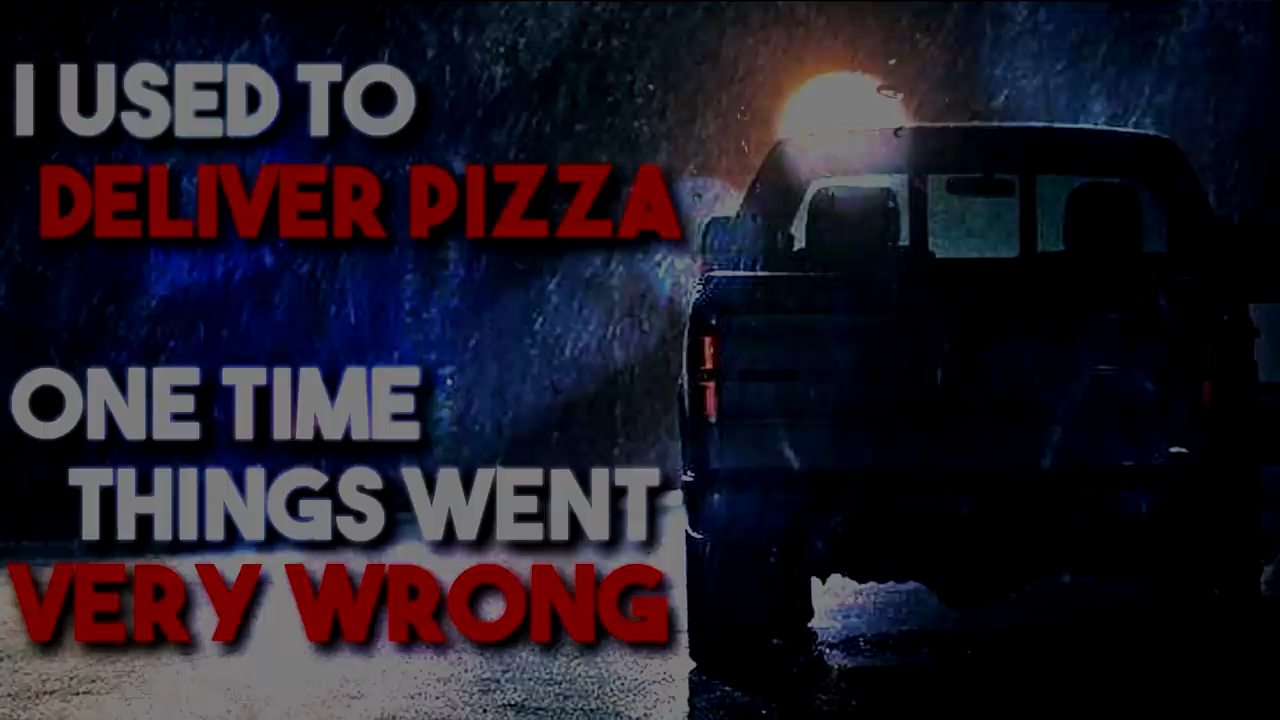 I USED TO
DELIVER PIZZA
ONE TIME
THINGS WENT
VERY WRONG